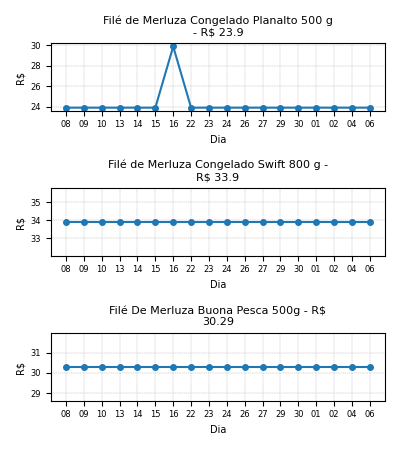 Filé de Merluza Congelado Planalto 500 g
- R$ 23.9
30
28
26
24
R$
08 09 10 13 14 15 16 22 23 24 26 27 29 30 01 02 04 06
Dia
Filé de Merluza Congelado Swift 800 g -
R$ 33.9
35
34
33
R$
08 09 10 13 14 15 16 22 23 24 26 27 29 30 01 02 04 06
Dia
Filé De Merluza Buona Pesca 500g - R$
30.29
31
30
29
R$
08 09 10 13 14 15 16 22 23 24 26 27 29 30 01 02 04 06
Dia